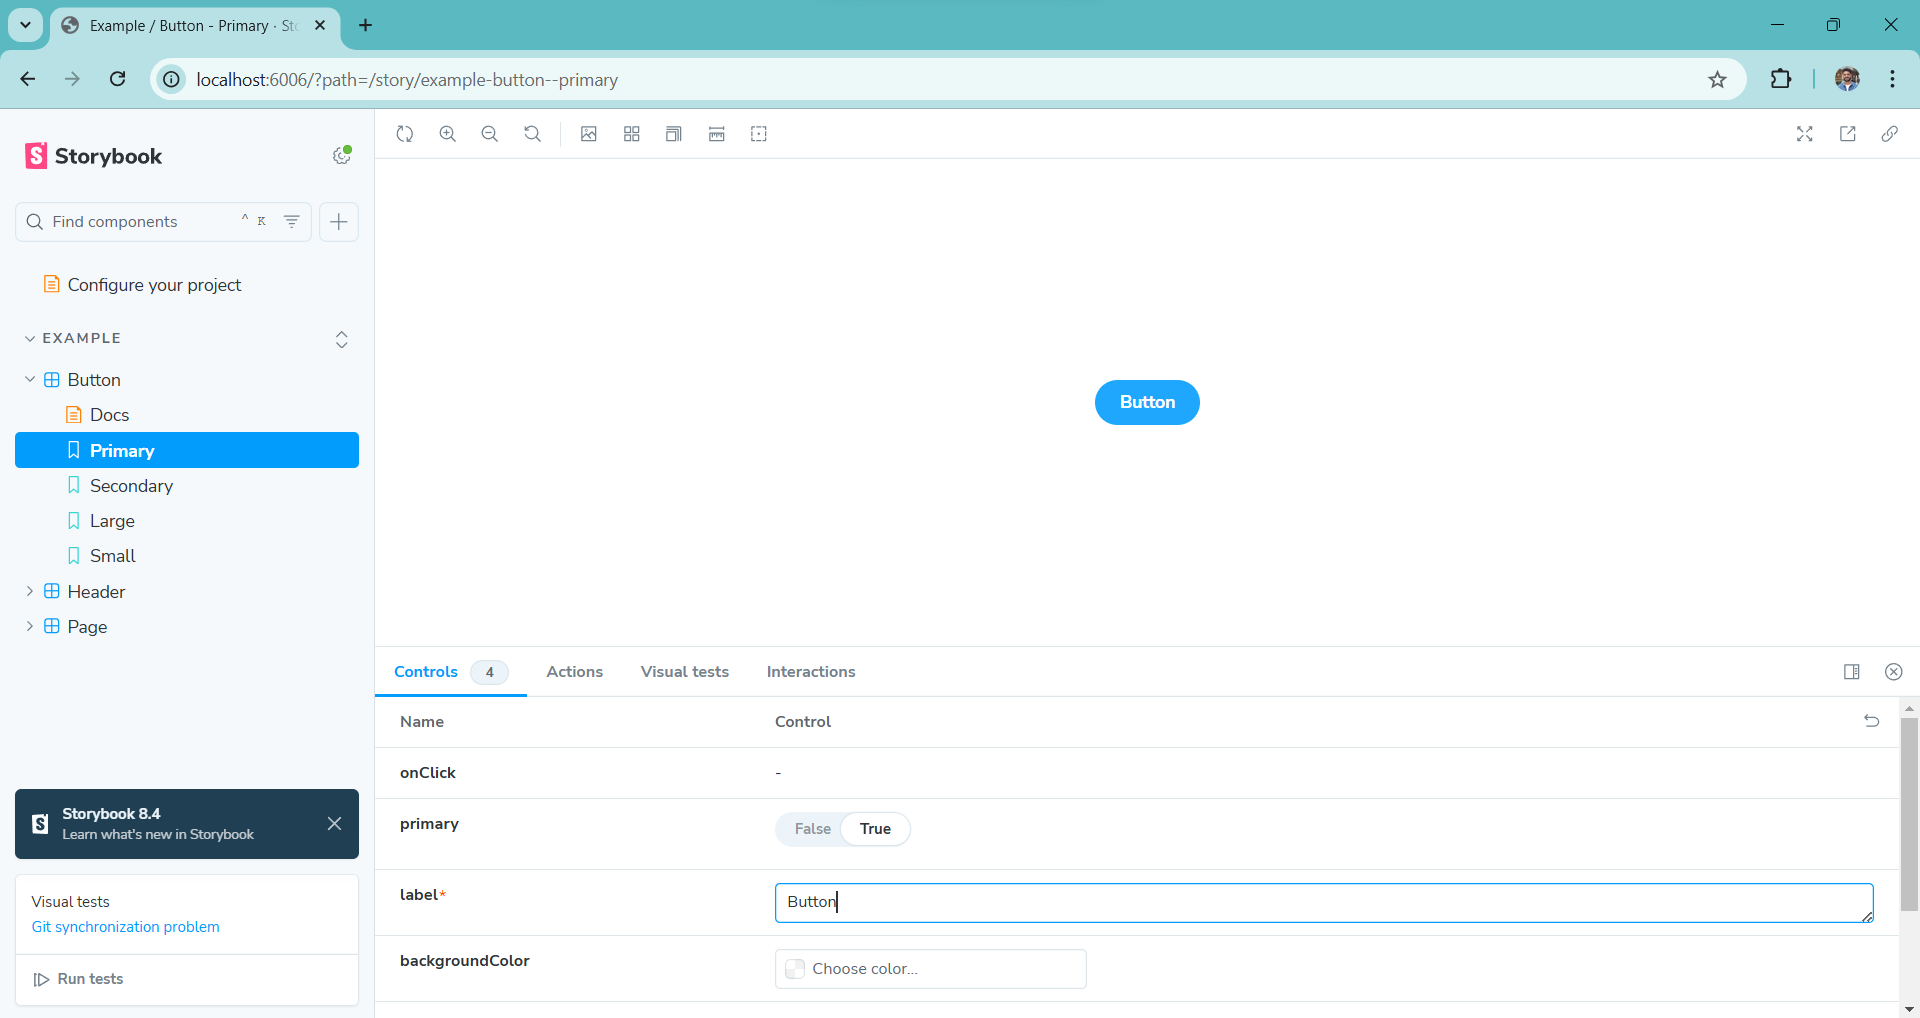 Example / Button - Primary · Sto
localhost:6006/?path=/story/example-button--primary
Storybook
Find components
^ K
Configure your project
EXAMPLE
Button
Docs
Primary
Secondary
Large
Small
Header
Page
Storybook 8.4
Learn what's new in Storybook
Visual tests
Git synchronization problem
Run tests
Button
Controls 4 Actions Visual tests Interactions
Name Control
onClick -
primary False True
label* Button
backgroundColor Choose color...